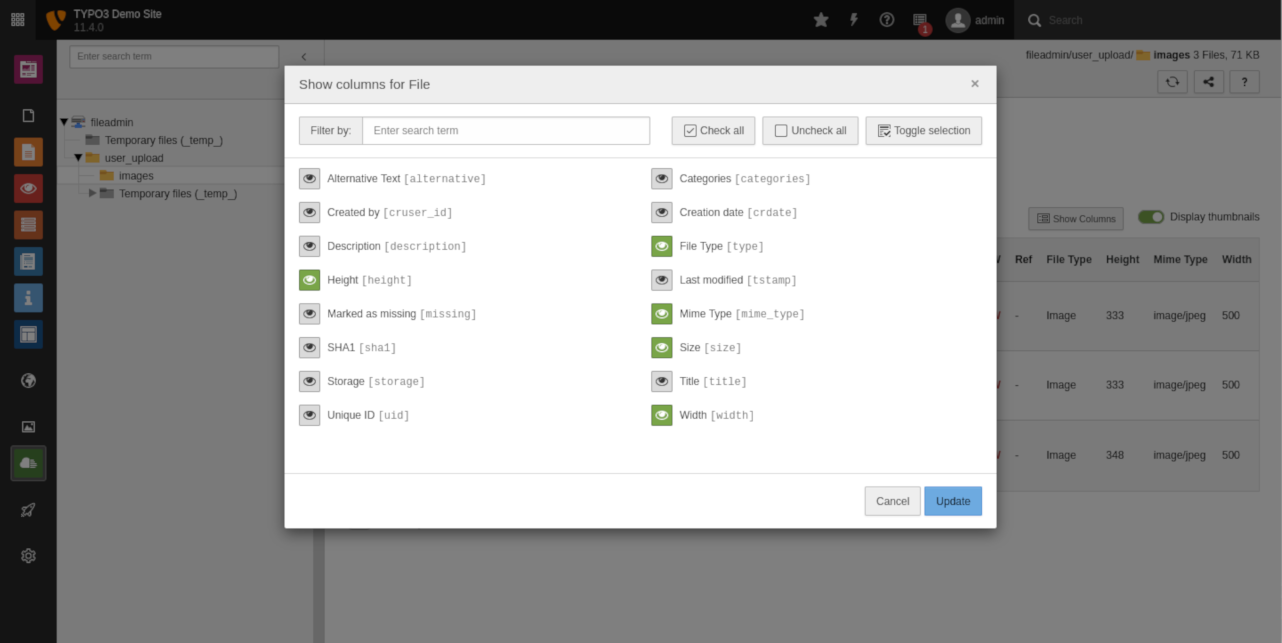 TYPO3 Demo Site
11.4.0
1
admin
Search
Enter search term
fileadmin/user_upload/ images 3 Files, 71 KB
?
fileadmin
Temporary files (_temp_)
user_upload
images
Temporary files (_temp_)
Show columns for File
×
Filter by: Enter search term Check all Uncheck all Toggle selection
Alternative Text [alternative] Categories [categories]
Created by [cruser_id] Creation date [crdate]
Description [description] File Type [type]
Height [height] Last modified [tstamp]
Marked as missing [missing] Mime Type [mime_type]
SHA1 [sha1] Size [size]
Storage [storage] Title [title]
Unique ID [uid] Width [width]
Cancel Update
Show Columns Display thumbnails
Ref File Type Height Mime Type Width
- Image 333 image/jpeg 500
- Image 333 image/jpeg 500
- Image 348 image/jpeg 500